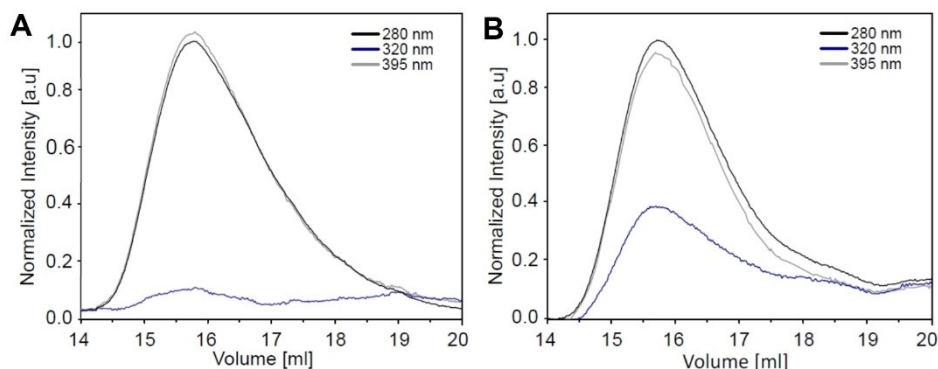 A
Normalized Intensity [a.u]
1.0
0.8
0.6
0.4
0.2
0.0
280 nm
320 nm
395 nm
14 15 16 17 18 19 20
Volume [ml]
B
Normalized Intensity [a.u]
1.0
0.8
0.6
0.4
0.2
0.0
280 nm
320 nm
395 nm
14 15 16 17 18 19 20
Volume [ml]